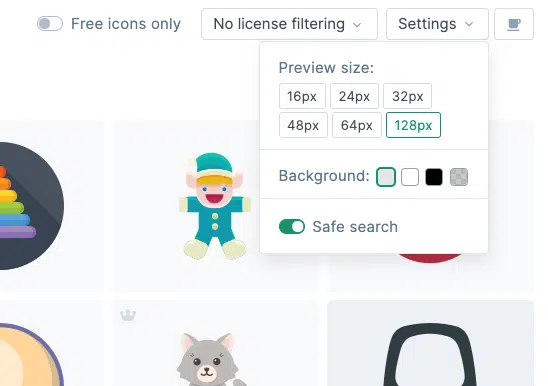 Free icons only
No license filtering
Settings
Preview size:
16px 24px 32px
48px 64px 128px
Background:
Safe search